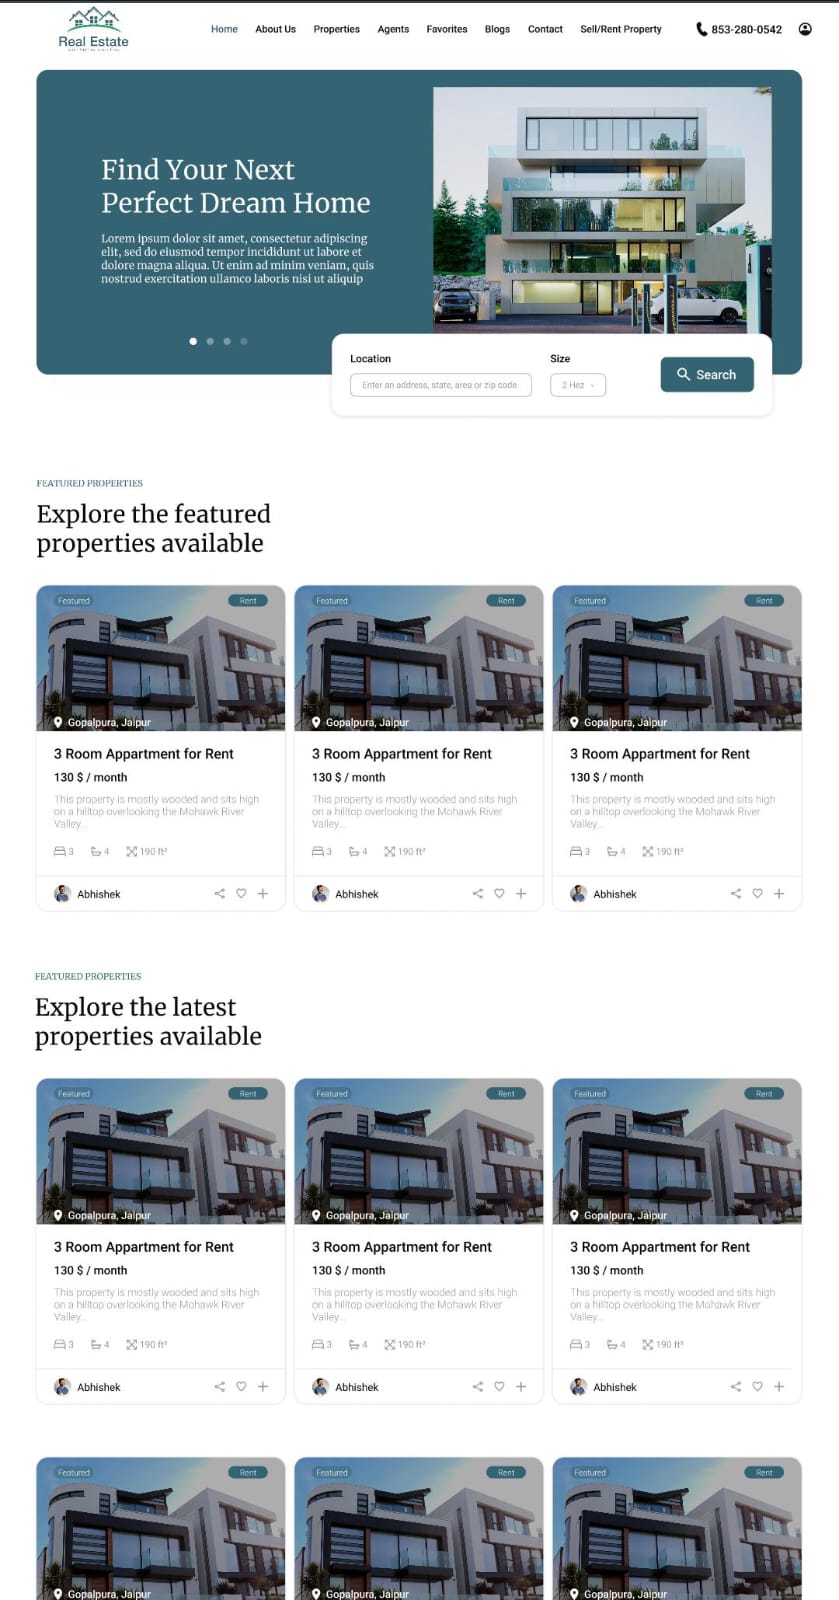 Real Estate
Home About Us Properties Agents Favorites Blogs Contact Sell/Rent Property 853-280-0542
Find Your Next
Perfect Dream Home
Lorem ipsum dolor sit amet, consectetur adipiscing
elit, sed do eiusmod tempor incididunt ut labore et
dolore magna aliqua. Ut enim ad minim veniam, quis
nostrud exercitation ullamco laboris nisi ut aliquip
Location Size
Enter an address, state, area or zip code 2 Hez Search
FEATURED PROPERTIES
Explore the featured
properties available
Featured Rent Featured Rent Featured Rent
Gopalpura, Jaipur Gopalpura, Jaipur Gopalpura, Jaipur
3 Room Appartment for Rent 3 Room Appartment for Rent 3 Room Appartment for Rent
130 $ / month 130 $ / month 130 $ / month
This property is mostly wooded and sits high This property is mostly wooded and sits high This property is mostly wooded and sits high
on a hilltop overlooking the Mohawk River on a hilltop overlooking the Mohawk River on a hilltop overlooking the Mohawk River
Valley... Valley... Valley...
3 4 190 ft² 3 4 190 ft² 3 4 190 ft²
Abhishek Abhishek Abhishek
FEATURED PROPERTIES
Explore the latest
properties available
Featured Rent Featured Rent Featured Rent
Gopalpura, Jaipur Gopalpura, Jaipur Gopalpura, Jaipur
3 Room Appartment for Rent 3 Room Appartment for Rent 3 Room Appartment for Rent
130 $ / month 130 $ / month 130 $ / month
This property is mostly wooded and sits high This property is mostly wooded and sits high This property is mostly wooded and sits high
on a hilltop overlooking the Mohawk River on a hilltop overlooking the Mohawk River on a hilltop overlooking the Mohawk River
Valley... Valley... Valley...
3 4 190 ft² 3 4 190 ft² 3 4 190 ft²
Abhishek Abhishek Abhishek
Featured Rent Featured Rent Featured Rent
Gopalpura, Jaipur Gopalpura, Jaipur Gopalpura, Jaipur